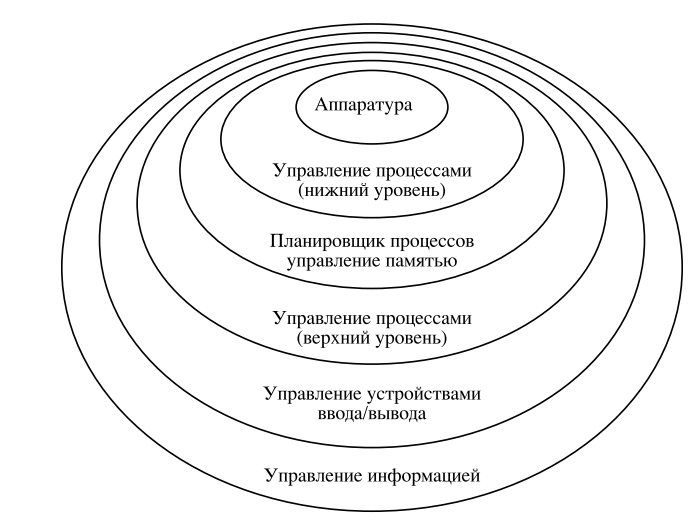 Аппаратура
Управление процессами
(нижний уровень)
Планировщик процессов
управление памятью
Управление процессами
(верхний уровень)
Управление устройствами
ввода/вывода
Управление информацией